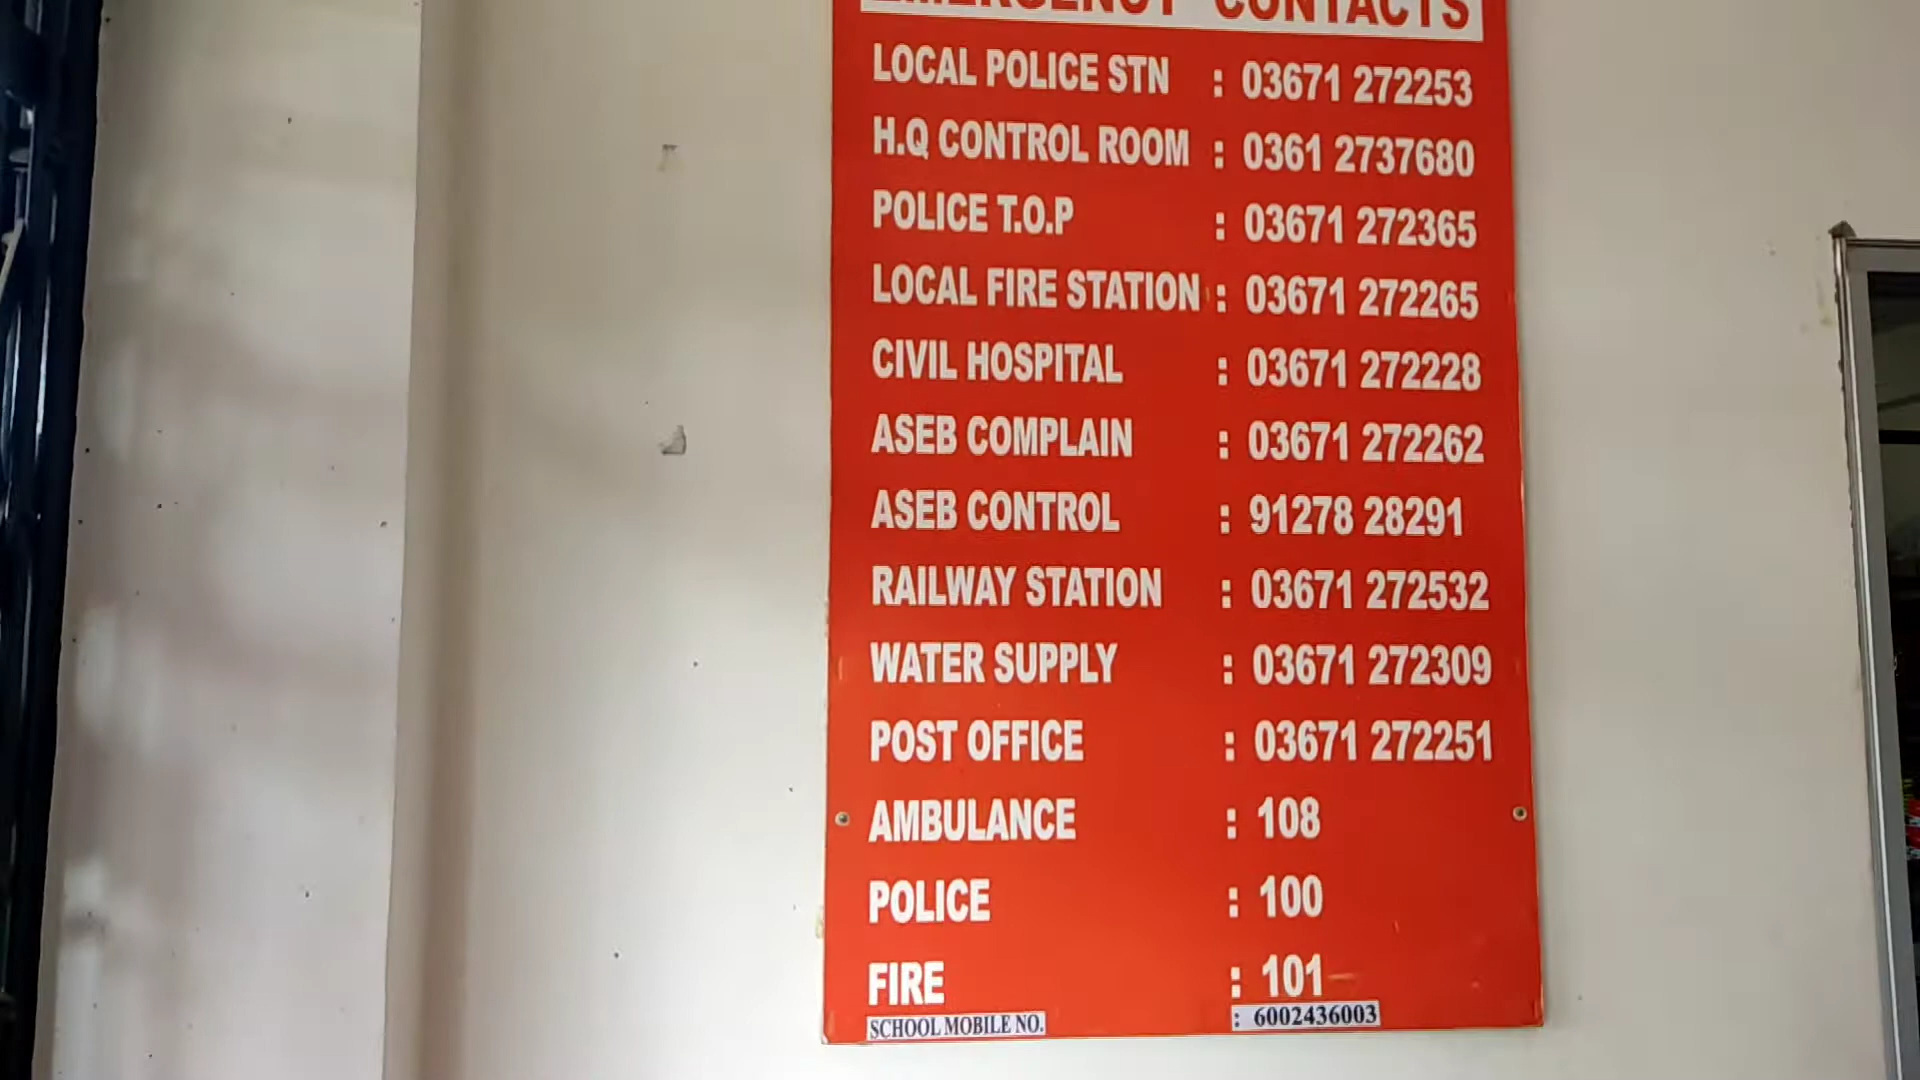 EMERGENCY CONTACTS
LOCAL POLICE STN : 03671 272253
H.Q CONTROL ROOM : 0361 2737680
POLICE T.O.P : 03671 272365
LOCAL FIRE STATION : 03671 272265
CIVIL HOSPITAL : 03671 272228
ASEB COMPLAIN : 03671 272262
ASEB CONTROL : 91278 28291
RAILWAY STATION : 03671 272532
WATER SUPPLY : 03671 272309
POST OFFICE : 03671 272251
AMBULANCE : 108
POLICE : 100
FIRE : 101
SCHOOL MOBILE NO. : 6002436003